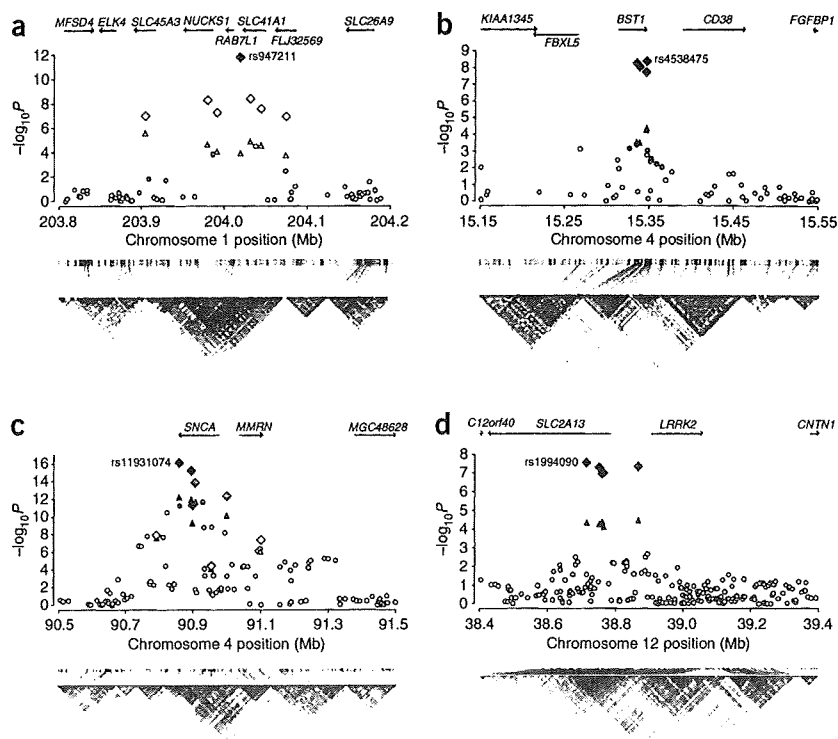 a
MFSD4 ELK4 SLC45A3 NUCKS1 SLC41A1 SLC26A9
RAB7L1 FLJ32569
rs947211
12
10
8
6
4
2
0
–log10P
203.8 203.9 204.0 204.1 204.2
Chromosome 1 position (Mb)
b
KIAA1345 BST1 CD38 FGFBP1
FBXL5
rs4538475
9
8
7
6
5
4
3
2
1
0
–log10P
15.15 15.27 15.35 15.45 15.55
Chromosome 4 position (Mb)
c
SNCA MMRN MGC48628
rs11931074
16
14
12
10
8
6
4
2
0
–log10P
90.5 90.7 90.9 91.1 91.3 91.5
Chromosome 4 position (Mb)
d
C12orf40 SLC2A13 LRRK2 CNTN1
rs1994090
8
7
6
5
4
3
2
1
0
–log10P
38.4 38.6 38.8 39.0 39.2 39.4
Chromosome 12 position (Mb)